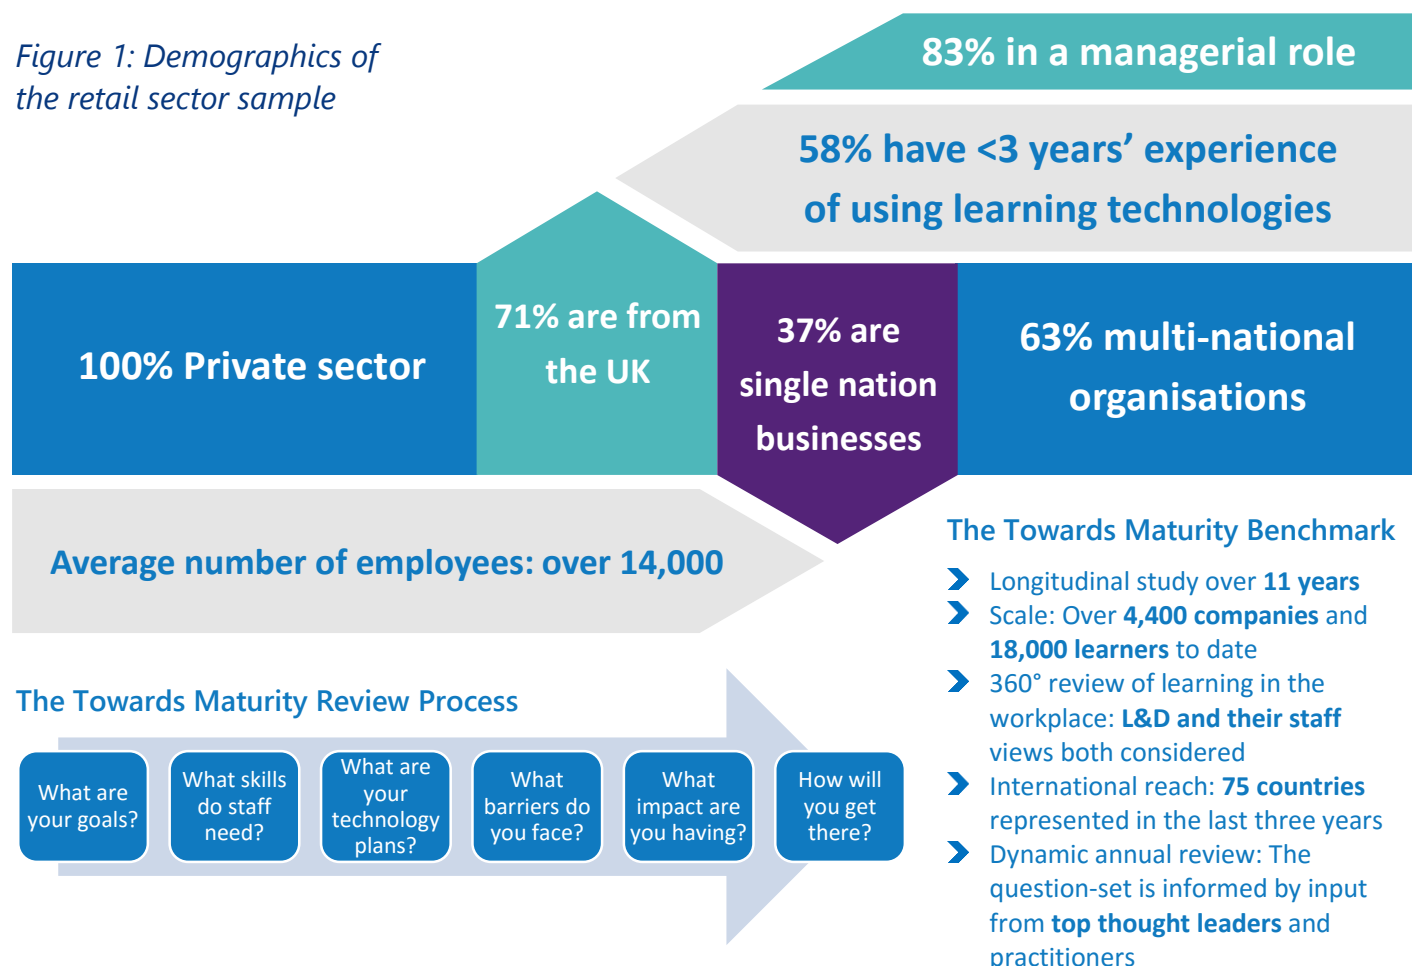 Figure 1: Demographics of
the retail sector sample
83% in a managerial role
58% have <3 years’ experience
of using learning technologies
100% Private sector
71% are from
the UK
37% are
single nation
businesses
63% multi-national
organisations
Average number of employees: over 14,000
The Towards Maturity Review Process
What are
your goals?
What skills
do staff
need?
What are
your
technology
plans?
What
barriers do
you face?
What
impact are
you having?
How will
you get
there?
The Towards Maturity Benchmark
Longitudinal study over 11 years
Scale: Over 4,400 companies and
18,000 learners to date
360° review of learning in the
workplace: L&D and their staff
views both considered
International reach: 75 countries
represented in the last three years
Dynamic annual review: The
question-set is informed by input
from top thought leaders and
practitioners